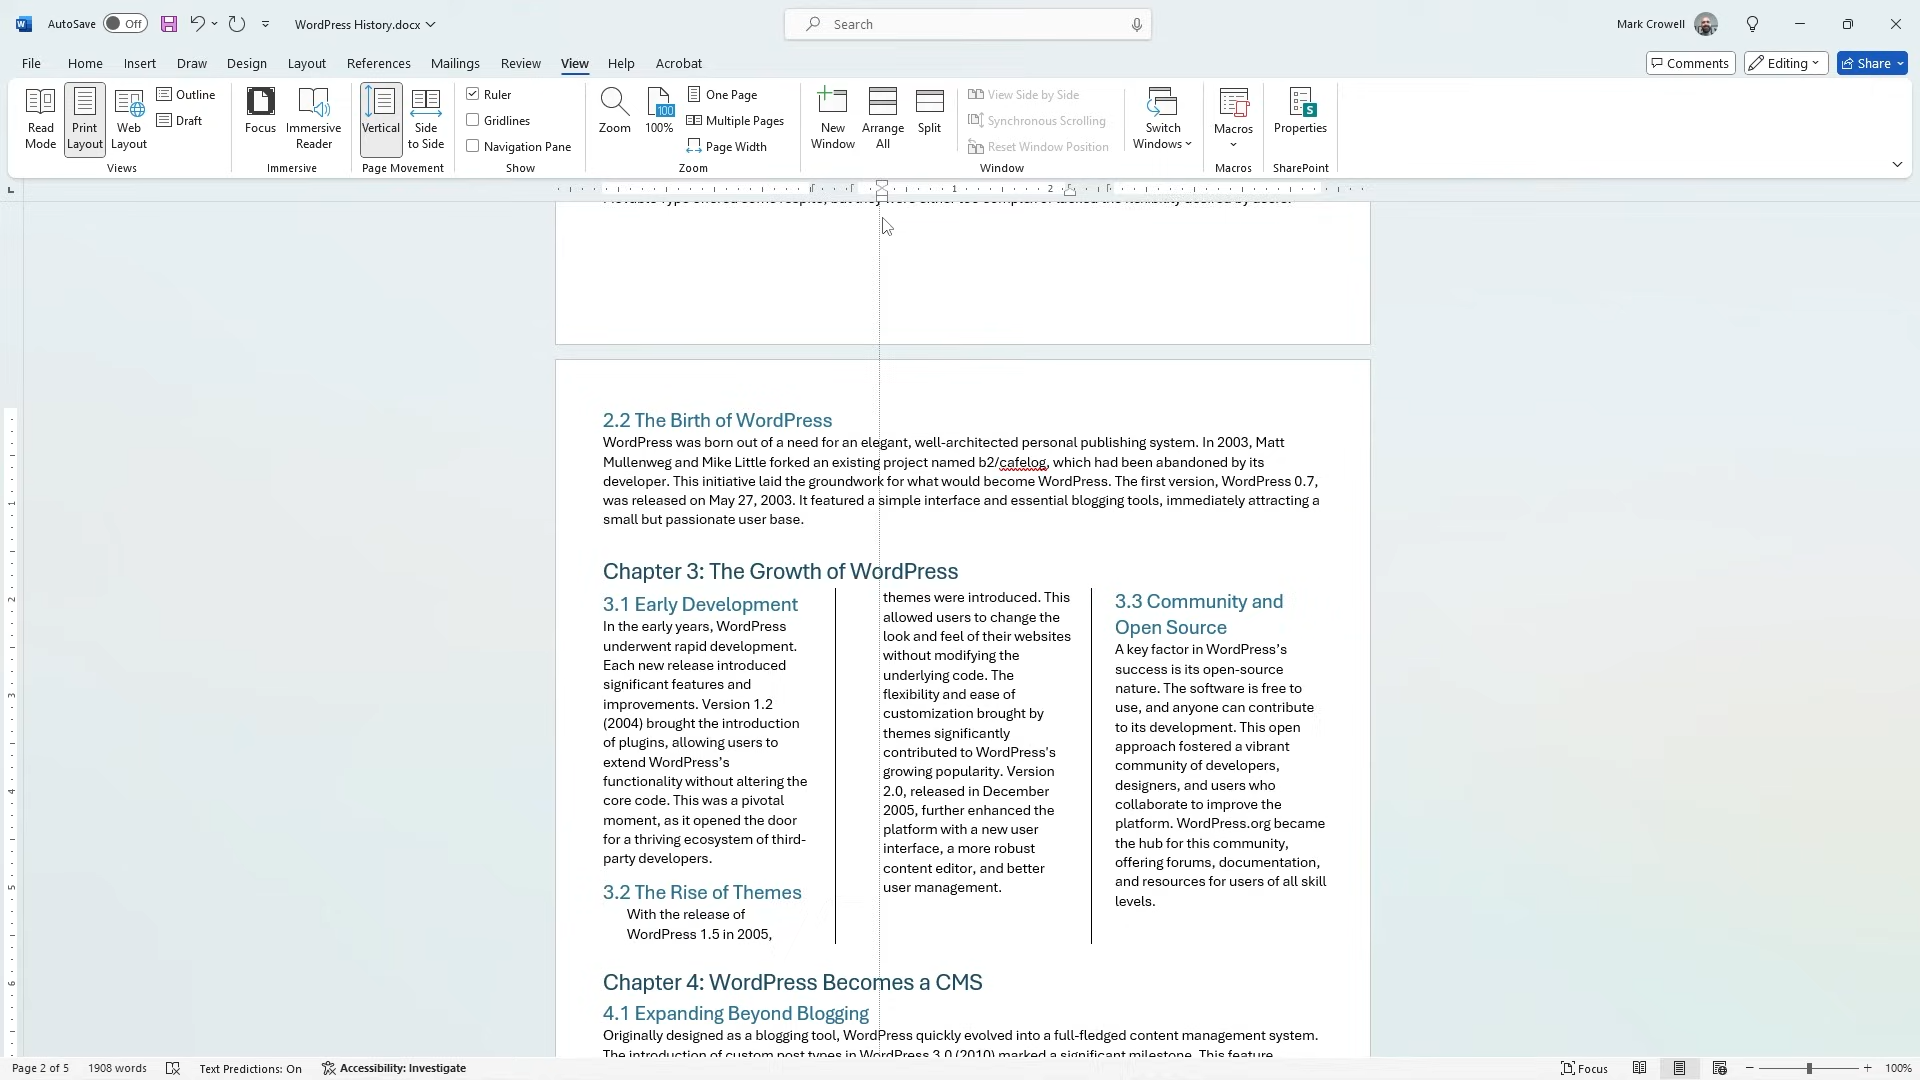 AutoSave Off WordPress History.docx Search Mark Crowell
File Home Insert Draw Design Layout References Mailings Review View Help Acrobat Comments Editing Share
Read Mode
Print Layout
Web Layout
Outline
Draft
Views
Focus
Immersive Reader
Immersive
Vertical
Side to Side
Page Movement
Ruler
Gridlines
Navigation Pane
Show
Zoom
100
100%
One Page
Multiple Pages
Page Width
Zoom
New Window
Arrange All
Split
View Side by Side
Synchronous Scrolling
Reset Window Position
Window
Switch Windows
Macros
Macros
S
Properties
SharePoint
1 2
2.2 The Birth of WordPress
WordPress was born out of a need for an elegant, well-architected personal publishing system. In 2003, Matt
Mullenweg and Mike Little forked an existing project named b2/cafelog, which had been abandoned by its
developer. This initiative laid the groundwork for what would become WordPress. The first version, WordPress 0.7,
was released on May 27, 2003. It featured a simple interface and essential blogging tools, immediately attracting a
small but passionate user base.
Chapter 3: The Growth of WordPress
3.1 Early Development
In the early years, WordPress
underwent rapid development.
Each new release introduced
significant features and
improvements. Version 1.2
(2004) brought the introduction
of plugins, allowing users to
extend WordPress’s
functionality without altering the
core code. This was a pivotal
moment, as it opened the door
for a thriving ecosystem of third-
party developers.
3.2 The Rise of Themes
With the release of
WordPress 1.5 in 2005,
themes were introduced. This
allowed users to change the
look and feel of their websites
without modifying the
underlying code. The
flexibility and ease of
customization brought by
themes significantly
contributed to WordPress's
growing popularity. Version
2.0, released in December
2005, further enhanced the
platform with a new user
interface, a more robust
content editor, and better
user management.
3.3 Community and
Open Source
A key factor in WordPress’s
success is its open-source
nature. The software is free to
use, and anyone can contribute
to its development. This open
approach fostered a vibrant
community of developers,
designers, and users who
collaborate to improve the
platform. WordPress.org became
the hub for this community,
offering forums, documentation,
and resources for users of all skill
levels.
Chapter 4: WordPress Becomes a CMS
4.1 Expanding Beyond Blogging
Originally designed as a blogging tool, WordPress quickly evolved into a full-fledged content management system.
The introduction of custom post types in WordPress 3.0 (2010) marked a significant milestone. This feature
1
2
3
4
5
6
Page 2 of 5 1908 words Text Predictions: On Accessibility: Investigate Focus 100%